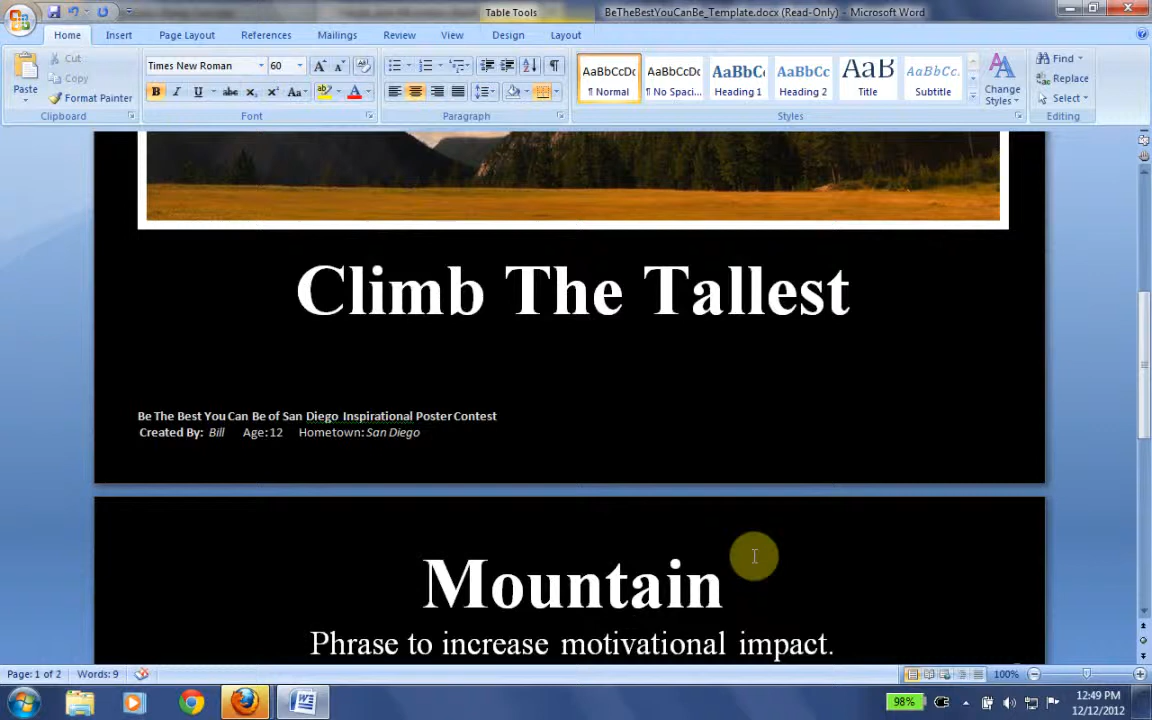 Table Tools
BeTheBestYouCanBe_Template.docx (Read-Only) - Microsoft Word
Home Insert Page Layout References Mailings Review View Design Layout
Paste
Cut
Copy
Format Painter
Clipboard
Times New Roman 60
B I U abc X₂ X² Aa
Font
Paragraph
AaBbCcDc AaBbCcDc AaBbC AaBbCc AaB AaBbCc.
¶ Normal ¶ No Spaci... Heading 1 Heading 2 Title Subtitle
Change Styles
Styles
Find
Replace
Select
Editing
Climb The Tallest
Be The Best You Can Be of San Diego Inspirational Poster Contest
Created By: Bill Age: 12 Hometown: San Diego
Mountain
Phrase to increase motivational impact.
Page: 1 of 2 Words: 9 100%
98% 12:49 PM
12/12/2012